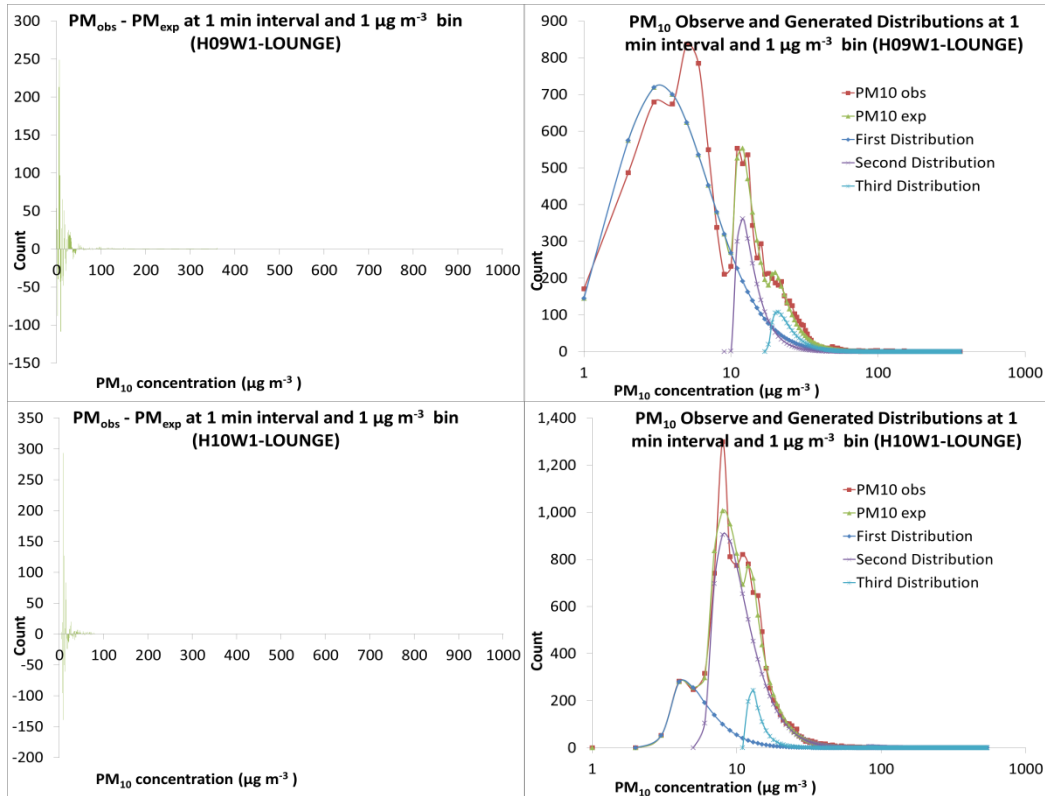 PMobs - PMexp at 1 min interval and 1 µg m-3 bin
(H09W1-LOUNGE)
300
250
200
150
100
50
0
-50
-100
-150
Count
0 100 200 300 400 500 600 700 800 900 1000
PM10 concentration (µg m-3)
PM10 Observe and Generated Distributions at 1
min interval and 1 µg m-3 bin (H09W1-LOUNGE)
900
800
700
600
500
400
300
200
100
0
Count
PM10 obs
PM10 exp
First Distribution
Second Distribution
Third Distribution
1 10 100 1000
PM10 concentration (µg m-3)
PMobs - PMexp at 1 min interval and 1 µg m-3 bin
(H10W1-LOUNGE)
350
300
250
200
150
100
50
0
-50
-100
-150
-200
Count
0 100 200 300 400 500 600 700 800 900 1000
PM10 concentration (µg m-3)
PM10 Observe and Generated Distributions at 1
min interval and 1 µg m-3 bin (H10W1-LOUNGE)
1,400
1,200
1,000
800
600
400
200
0
Count
PM10 obs
PM10 exp
First Distribution
Second Distribution
Third Distribution
1 10 100 1000
PM10 concentration (µg m-3)